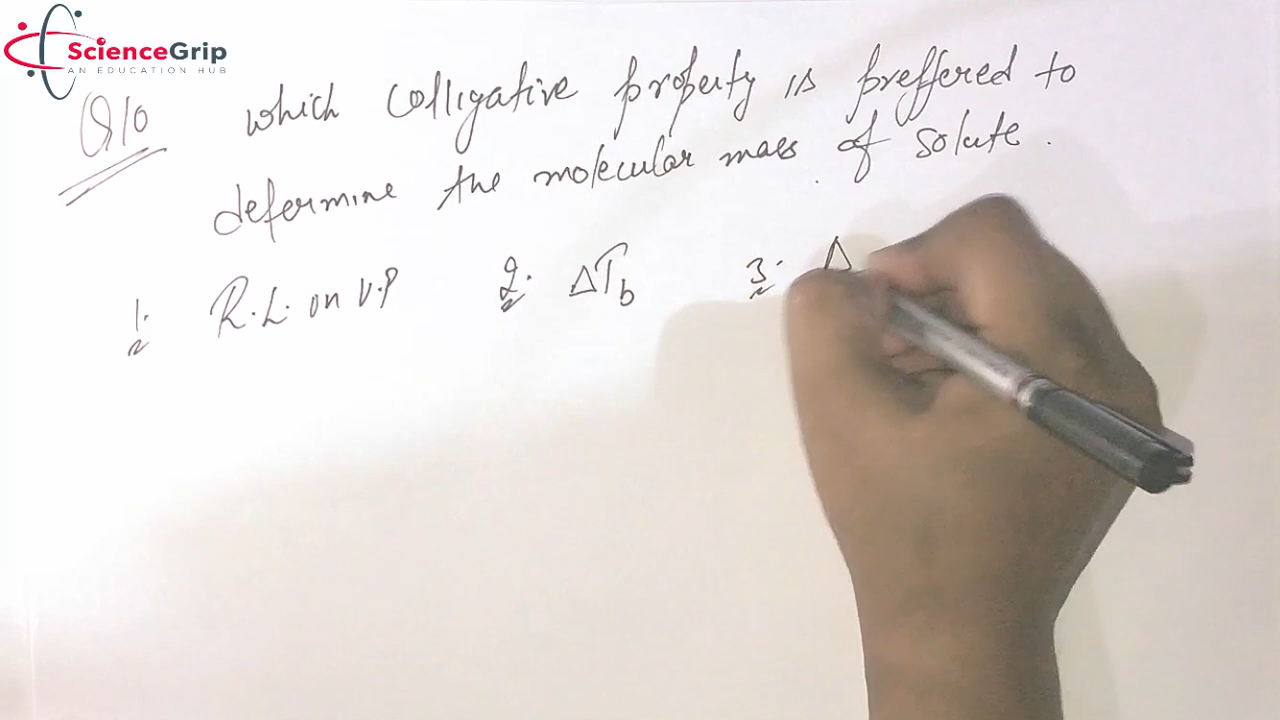 ScienceGrip
AN EDUCATION HUB
Q10 which colligative property is preffered to
determine the molecular mass of solute.
1. R.L. on V.P 2. ΔTb 3. Δ